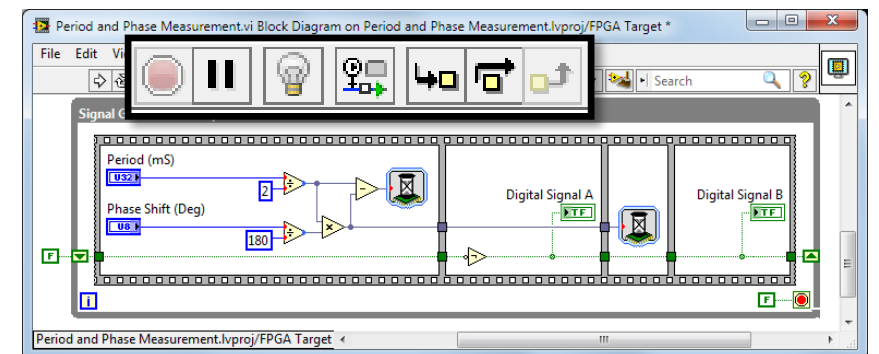 Period and Phase Measurement.vi Block Diagram on Period and Phase Measurement.lvproj/FPGA Target *
File Edit
Search
Signal
Period (mS)
U32
2
Phase Shift (Deg)
U8
180
Digital Signal A
TF
Digital Signal B
TF
F
i
F
Period and Phase Measurement.lvproj/FPGA Target